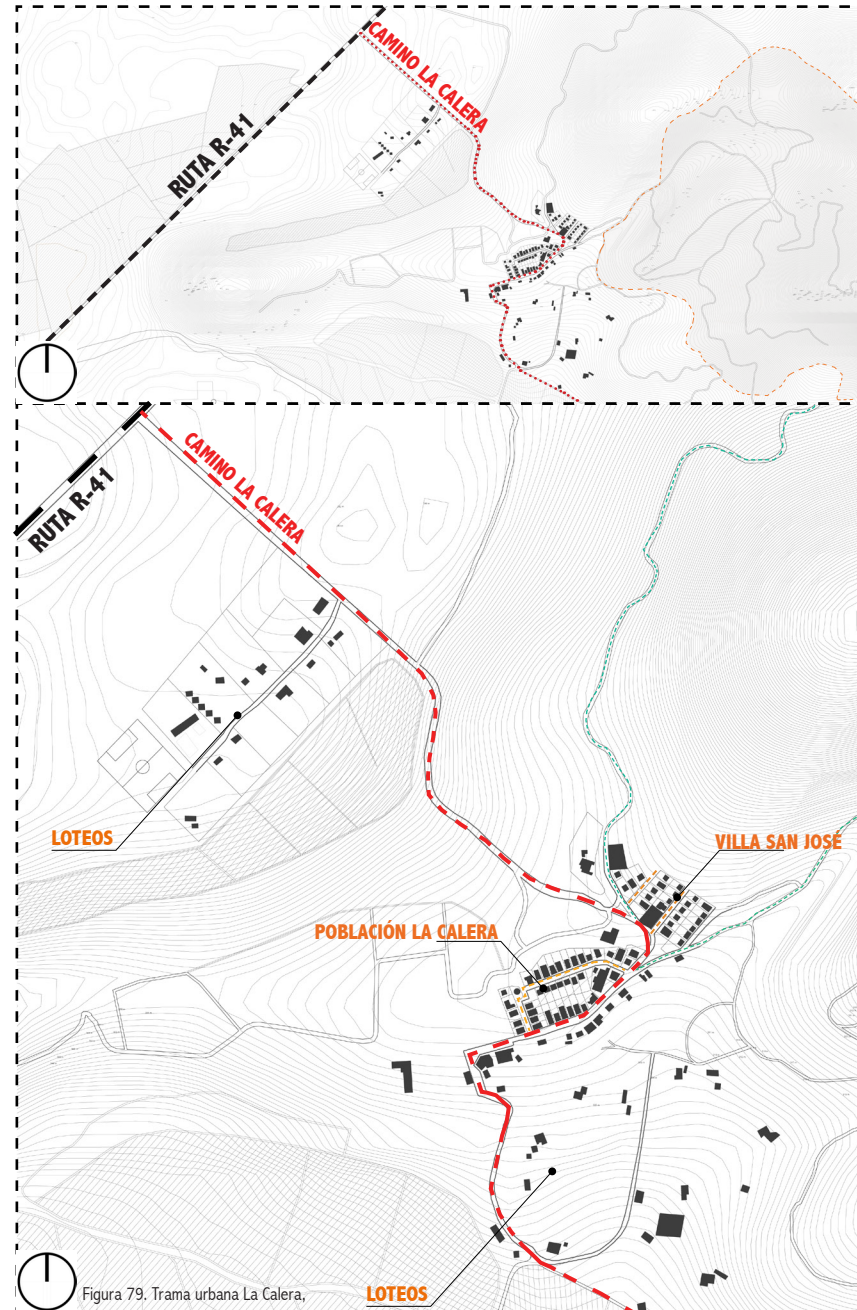 CAMINO LA CALERA
RUTA R-41
RUTA R-41
CAMINO LA CALERA
LOTEOS
VILLA SAN JOSÉ
POBLACIÓN LA CALERA
Figura 79. Trama urbana La Calera,
LOTEOS